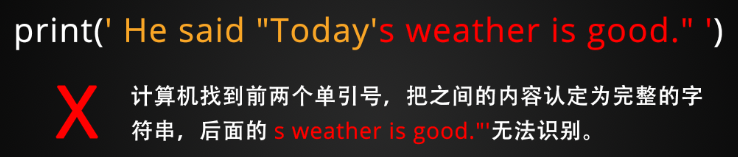 print(' He said "Today's weather is good." ')
X 计算机找到前两个单引号，把之间的内容认定为完整的字
符串，后面的 s weather is good."'无法识别。